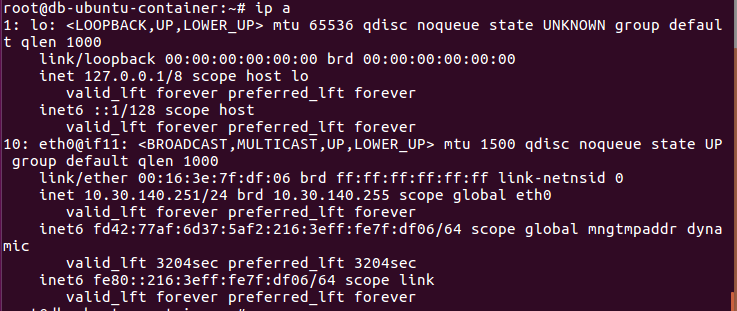 root@db-ubuntu-container:~# ip a
1: lo: <LOOPBACK,UP,LOWER_UP> mtu 65536 qdisc noqueue state UNKNOWN group defaul
t qlen 1000
    link/loopback 00:00:00:00:00:00 brd 00:00:00:00:00:00
    inet 127.0.0.1/8 scope host lo
       valid_lft forever preferred_lft forever
    inet6 ::1/128 scope host
       valid_lft forever preferred_lft forever
10: eth0@if11: <BROADCAST,MULTICAST,UP,LOWER_UP> mtu 1500 qdisc noqueue state UP
 group default qlen 1000
    link/ether 00:16:3e:7f:df:06 brd ff:ff:ff:ff:ff:ff link-netnsid 0
    inet 10.30.140.251/24 brd 10.30.140.255 scope global eth0
       valid_lft forever preferred_lft forever
    inet6 fd42:77af:6d37:5af2:216:3eff:fe7f:df06/64 scope global mngtmpaddr dyna
mic
       valid_lft 3204sec preferred_lft 3204sec
    inet6 fe80::216:3eff:fe7f:df06/64 scope link
       valid_lft forever preferred_lft forever